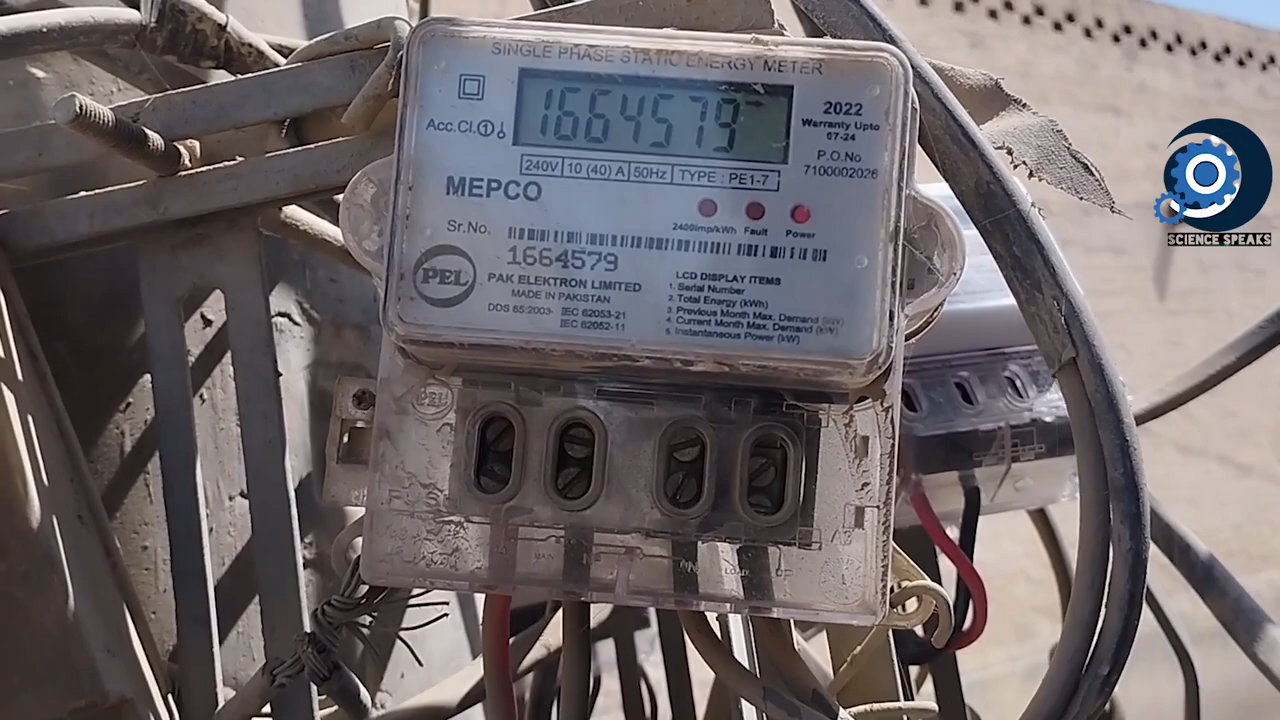 SINGLE PHASE STATIC ENERGY METER
1664579
Acc.Cl.①
2022
Warranty Upto
07-24
P.O.No.
7100002026
240V 10 (40) A 50Hz TYPE : PE1-7
MEPCO
2400imp/kWh Fault Power
Sr.No.
1664579
PEL
PAK ELEKTRON LIMITED
MADE IN PAKISTAN
DDS 65:2003- IEC 62053-21
IEC 62052-11
LCD DISPLAY ITEMS
1. Serial Number
2. Total Energy (kWh)
3. Previous Month Max. Demand (kW)
4. Current Month Max. Demand (kW)
5. Instantaneous Power (kW)
PEL
SCIENCE SPEAKS